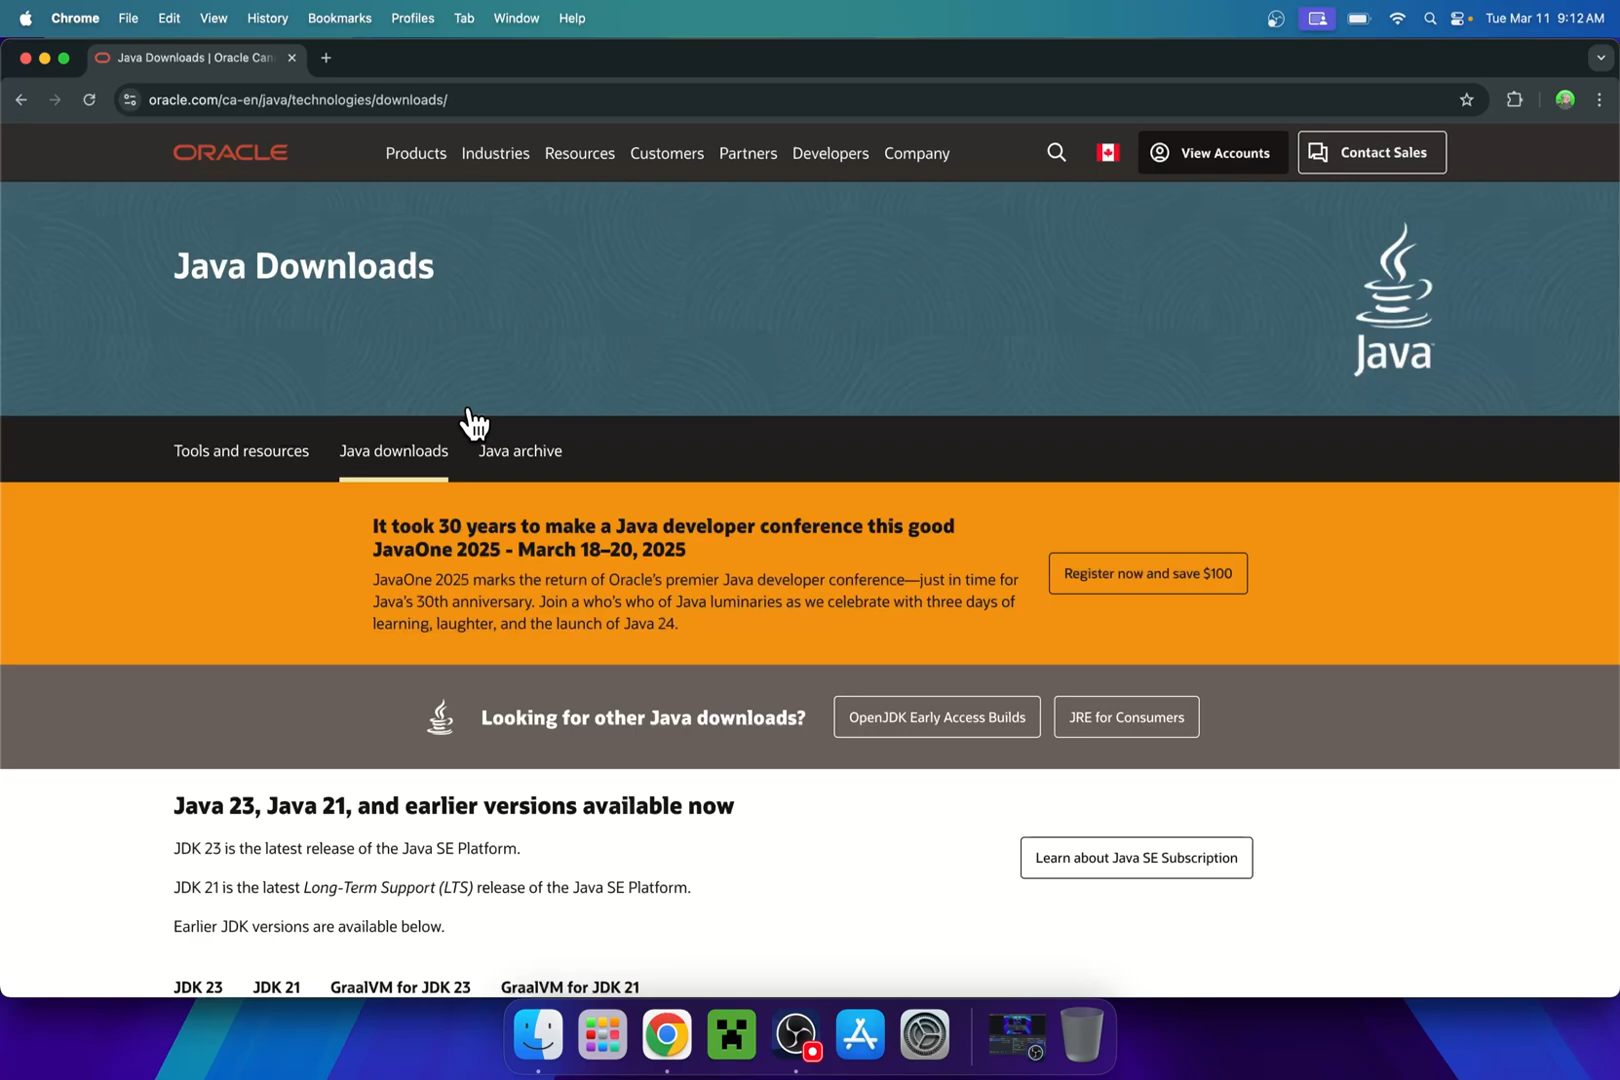 Chrome File Edit View History Bookmarks Profiles Tab Window Help Tue Mar 11 9:12 AM
Java Downloads | Oracle Can
oracle.com/ca-en/java/technologies/downloads/
ORACLE Products Industries Resources Customers Partners Developers Company View Accounts Contact Sales
Java Downloads
Java
Tools and resources Java downloads Java archive
It took 30 years to make a Java developer conference this good
JavaOne 2025 - March 18–20, 2025
JavaOne 2025 marks the return of Oracle's premier Java developer conference—just in time for
Java's 30th anniversary. Join a who's who of Java luminaries as we celebrate with three days of
learning, laughter, and the launch of Java 24.
Register now and save $100
Looking for other Java downloads? OpenJDK Early Access Builds JRE for Consumers
Java 23, Java 21, and earlier versions available now
JDK 23 is the latest release of the Java SE Platform.
Learn about Java SE Subscription
JDK 21 is the latest Long-Term Support (LTS) release of the Java SE Platform.
Earlier JDK versions are available below.
JDK 23 JDK 21 GraalVM for JDK 23 GraalVM for JDK 21